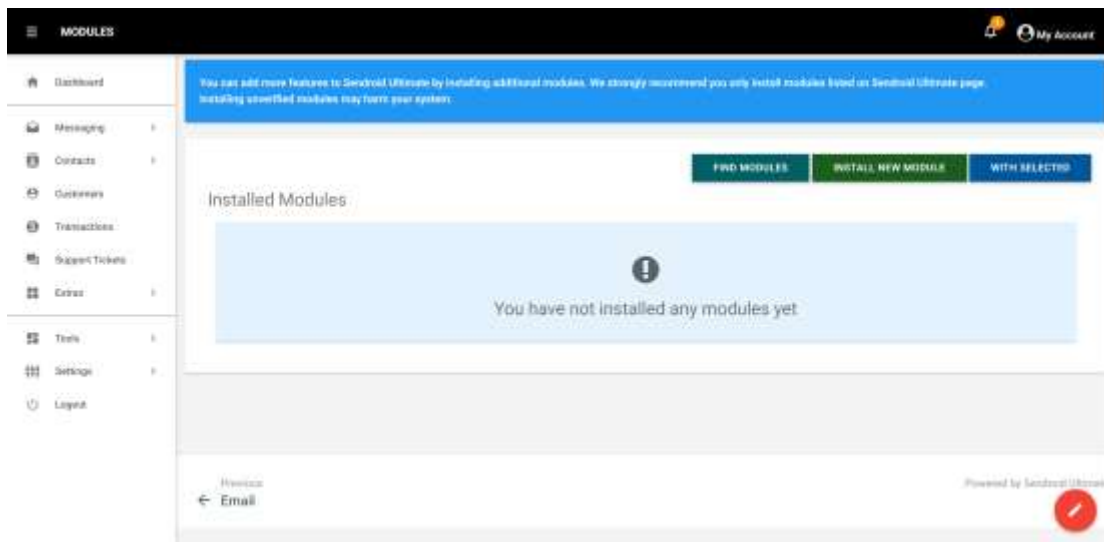 MODULES
My Account
Dashboard
Messaging
Contacts
Customers
Transactions
Support Tickets
Extras
Tools
Settings
Logout
You can add more features to Sendroid Ultimate by installing additional modules. We strongly recommend you only install modules listed on Sendroid Ultimate page.
Installing unverified modules may harm your system.
FIND MODULES
INSTALL NEW MODULE
WITH SELECTED
Installed Modules
You have not installed any modules yet
Previous
Email
Powered by Sendroid Ultimate